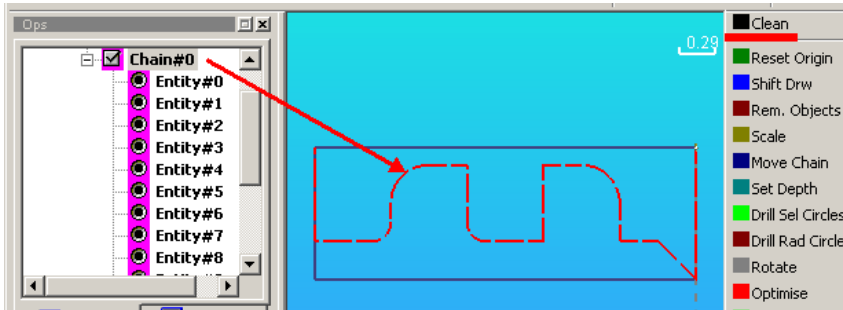 Ops
Chain#0
Entity#0
Entity#1
Entity#2
Entity#3
Entity#4
Entity#5
Entity#6
Entity#7
Entity#8
0.29
Clean
Reset Origin
Shift Drw
Rem. Objects
Scale
Move Chain
Set Depth
Drill Sel Circles
Drill Rad Circle
Rotate
Optimise